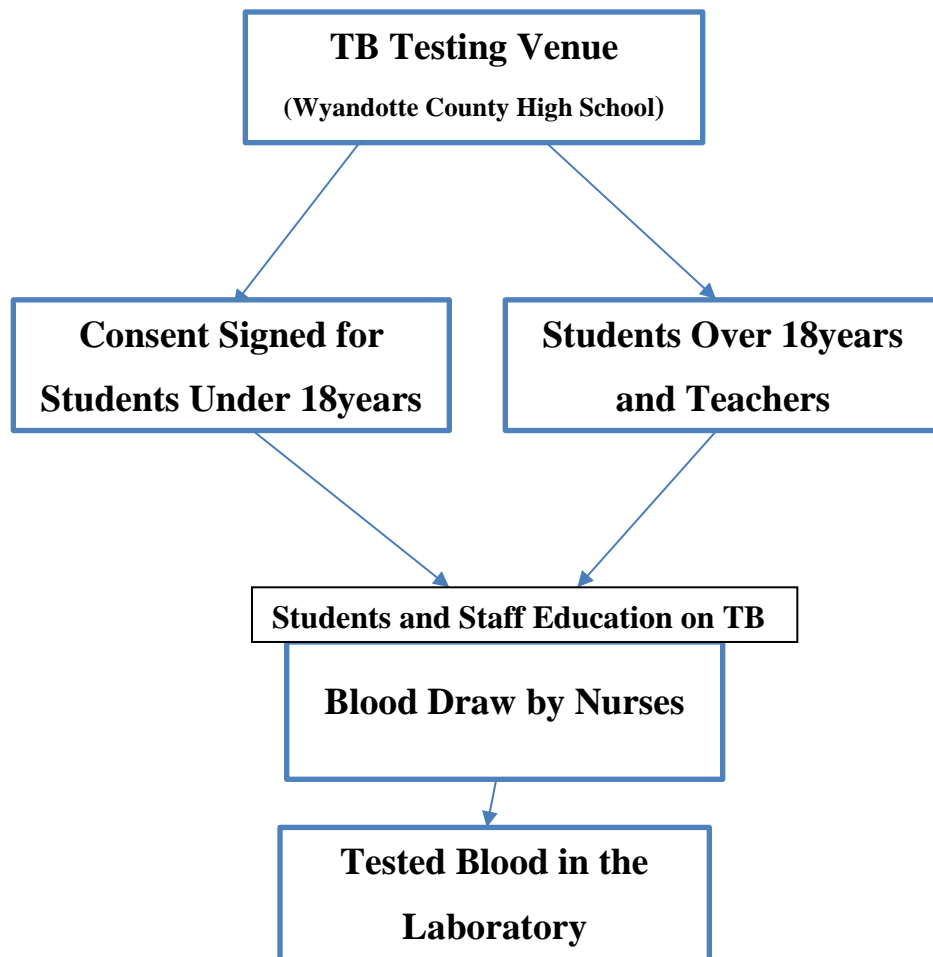 TB Testing Venue
(Wyandotte County High School)
Consent Signed for
Students Under 18years
Students Over 18years
and Teachers
Students and Staff Education on TB
Blood Draw by Nurses
Tested Blood in the
Laboratory